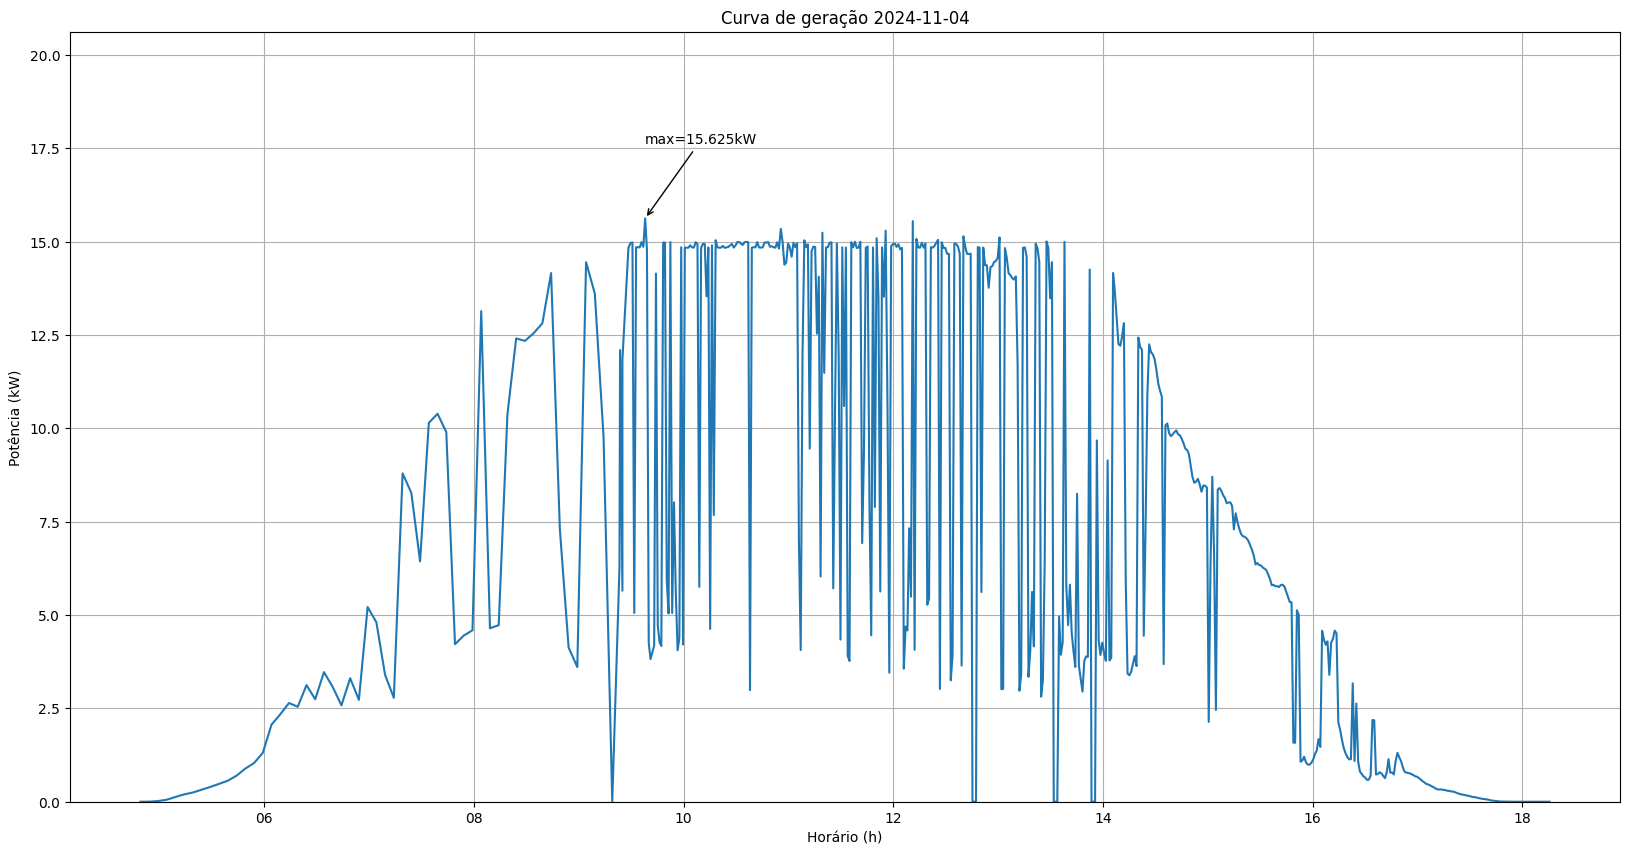 Curva de geração 2024-11-04
20.0
17.5
15.0
12.5
10.0
7.5
5.0
2.5
0.0
Potência (kW)
max=15.625kW
06 08 10 12 14 16 18
Horário (h)